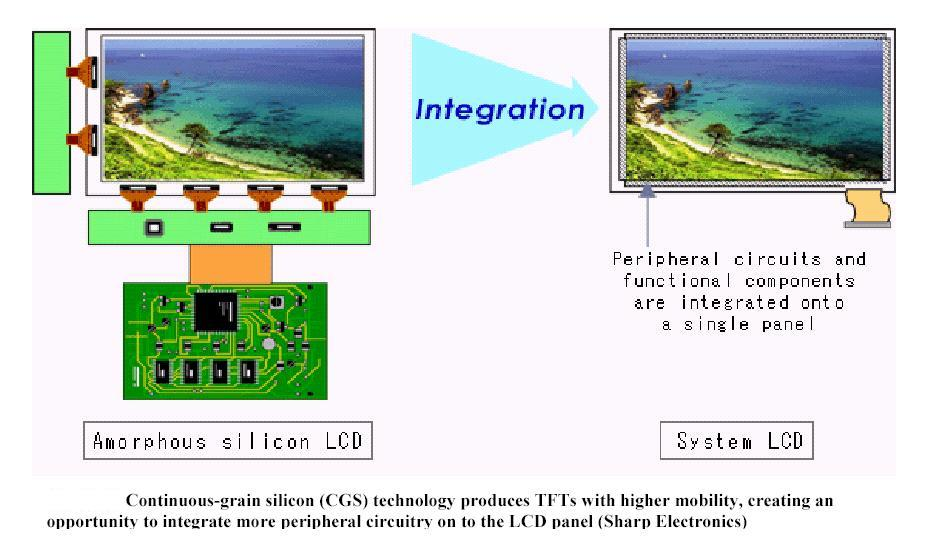 Integration
Peripheral circuits and
functional components
are integrated onto
a single panel
Amorphous silicon LCD
System LCD
Continuous-grain silicon (CGS) technology produces TFTs with higher mobility, creating an
opportunity to integrate more peripheral circuitry on to the LCD panel (Sharp Electronics)